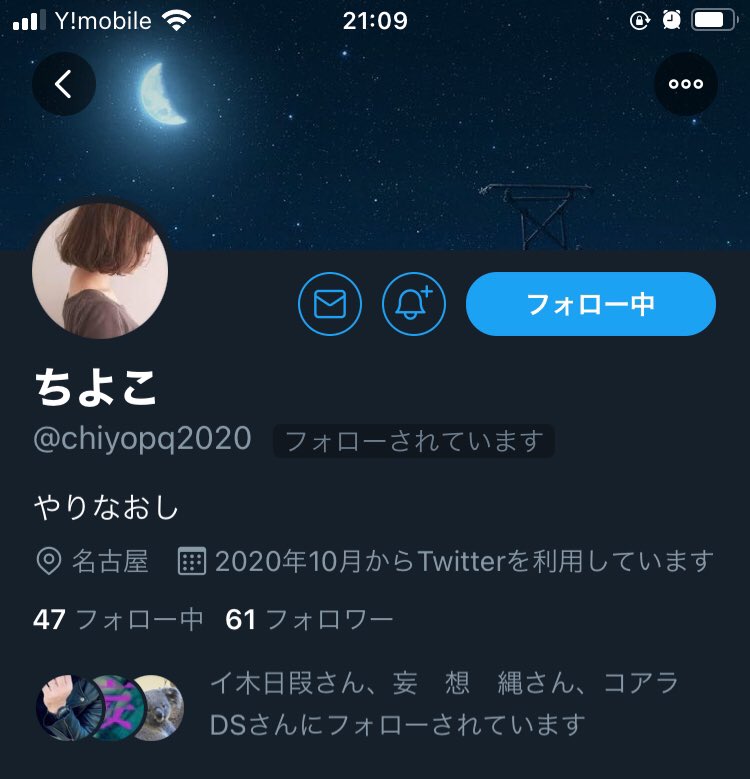 Y!mobile 21:09
ちよこ
フォロー中
@chiyopq2020 フォローされています
やりなおし
名古屋 2020年10月からTwitterを利用しています
47 フォロー中 61 フォロワー
イ木日叚さん、妄 想 縄さん、コアラ
DSさんにフォローされています